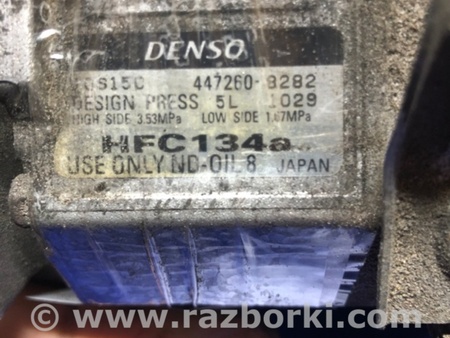 DENSO
447260-8282
DESIGN PRESS 5L 1029
HIGH SIDE 3.53MPa LOW SIDE 1.67MPa
HFC134a
USE ONLY ND-OIL 8 JAPAN
www.razborki.com